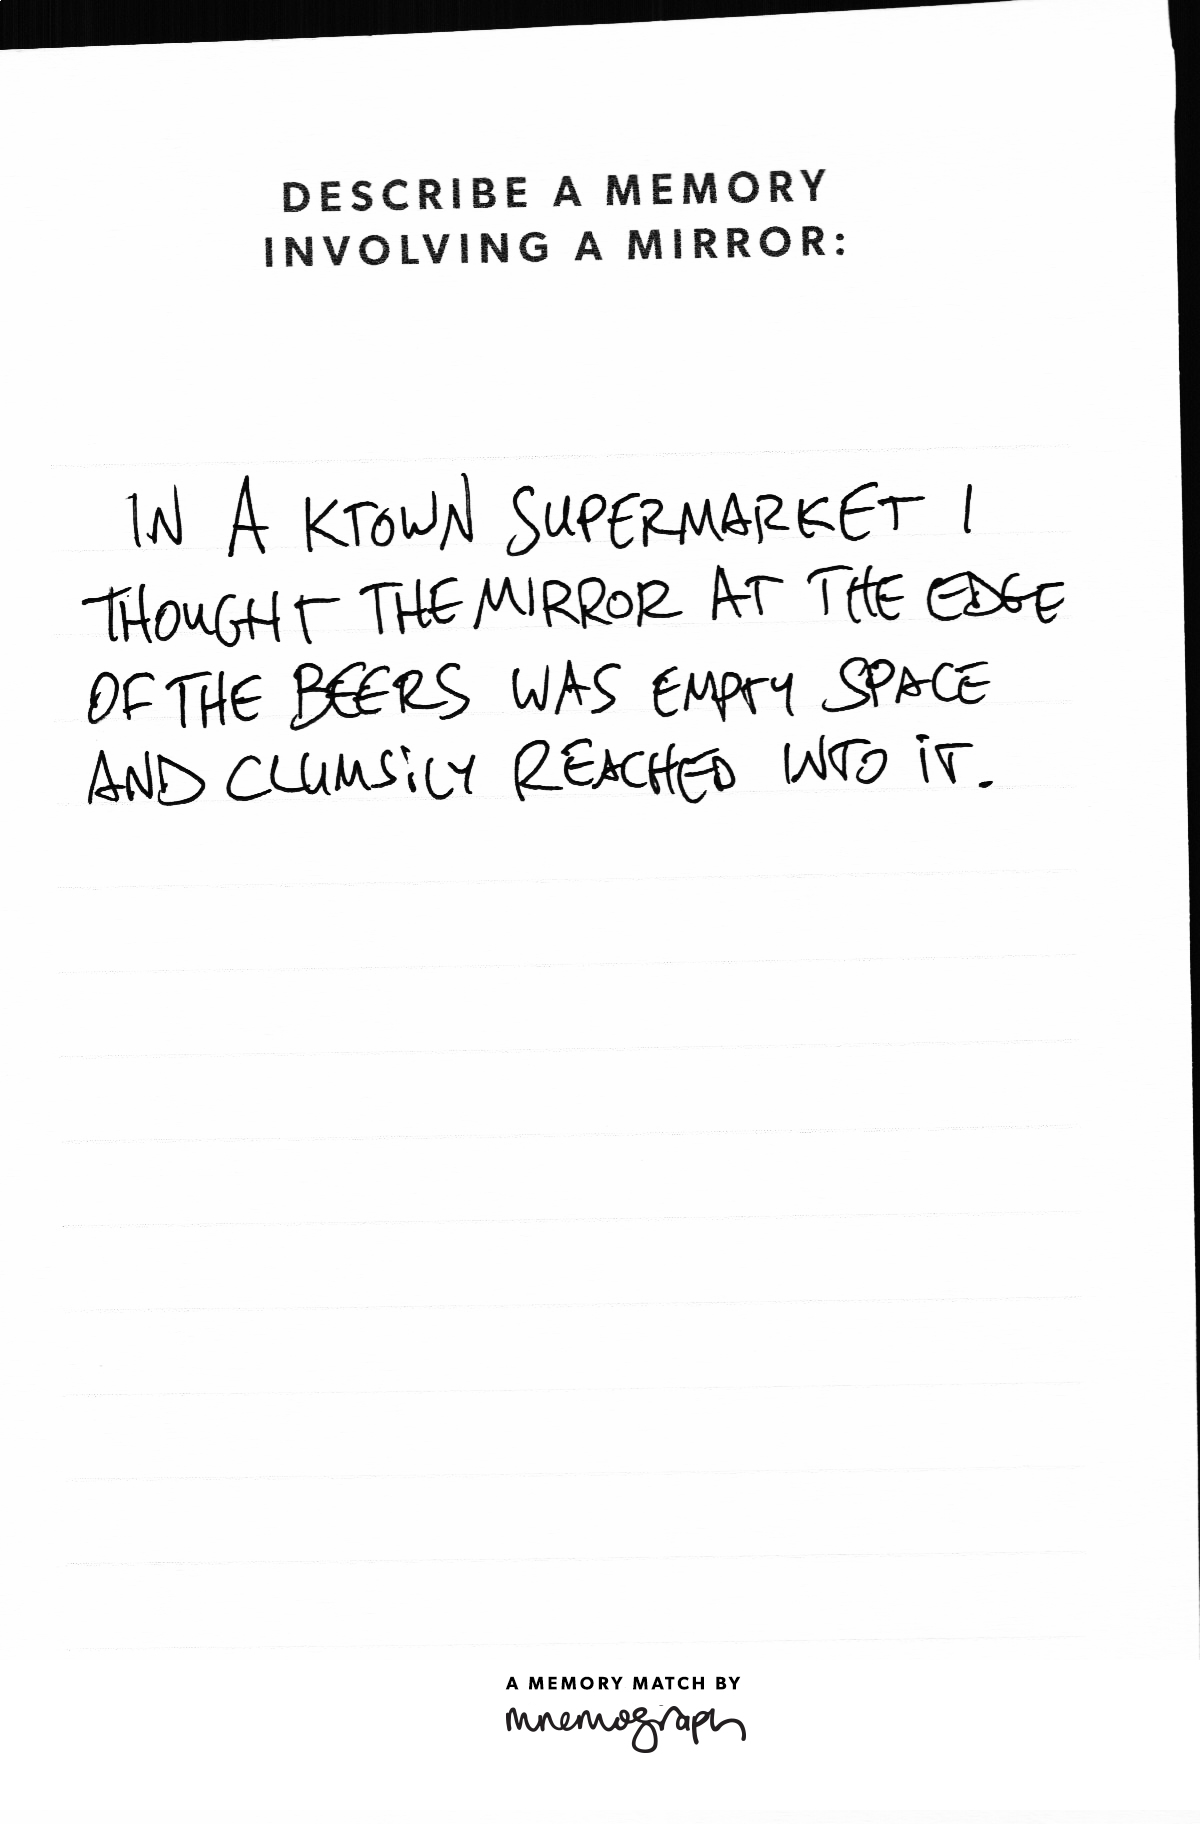 DESCRIBE A MEMORY
INVOLVING A MIRROR:
IN A KTOWN SUPERMARKET I
THOUGHT THE MIRROR AT THE EDGE
OF THE BEERS WAS EMPTY SPACE
AND CLUMSiLY REACHED INTO iT.
A MEMORY MATCH BY
mnemograph